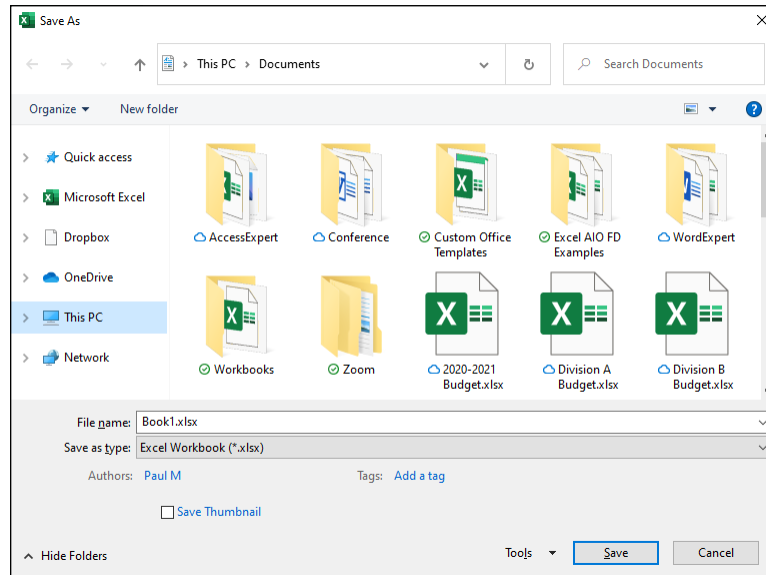 Save As
This PC > Documents
Search Documents
Organize
New folder
?
Quick access
Microsoft Excel
Dropbox
OneDrive
This PC
Network
AccessExpert
Conference
Custom Office
Templates
Excel AIO FD
Examples
WordExpert
Workbooks
Zoom
2020-2021
Budget.xlsx
Division A
Budget.xlsx
Division B
Budget.xlsx
File name: Book1.xlsx
Save as type: Excel Workbook (*.xlsx)
Authors: Paul M
Tags: Add a tag
Save Thumbnail
Hide Folders
Tools
Save
Cancel